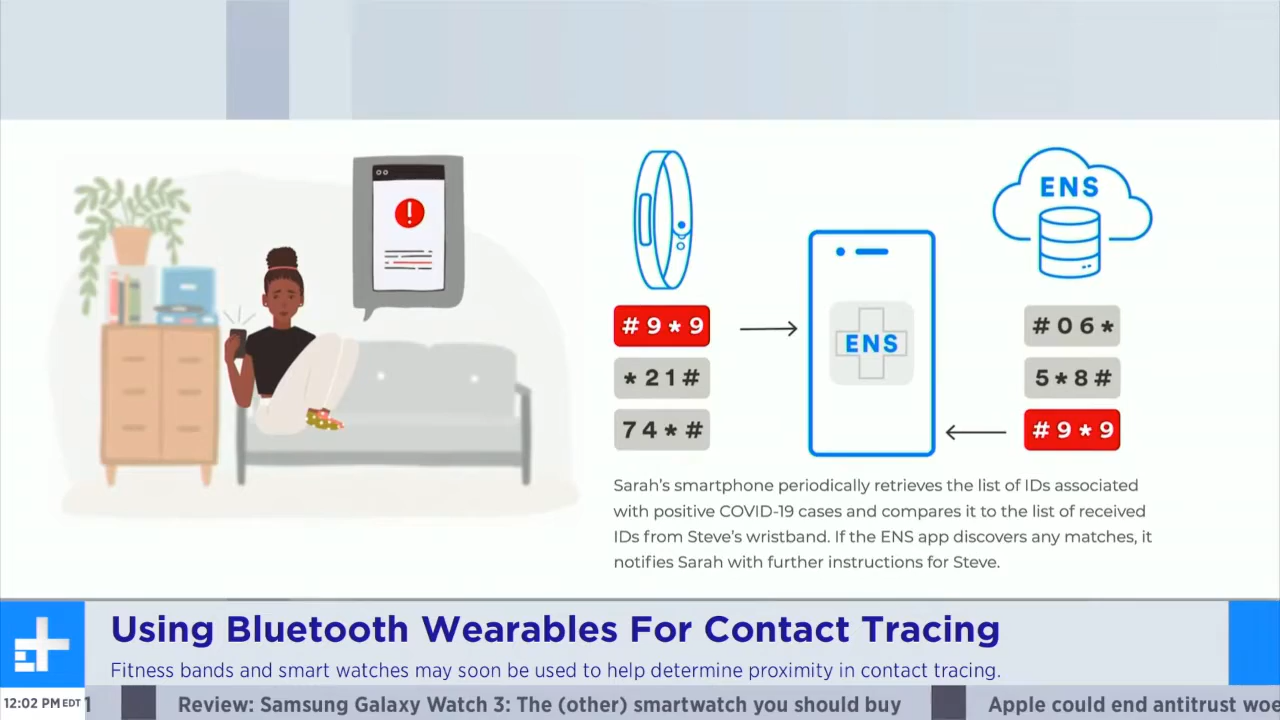 ENS
#9*9
*21#
74*#
ENS
#06*
5*8#
#9*9
Sarah's smartphone periodically retrieves the list of IDs associated
with positive COVID-19 cases and compares it to the list of received
IDs from Steve's wristband. If the ENS app discovers any matches, it
notifies Sarah with further instructions for Steve.
Using Bluetooth Wearables For Contact Tracing
Fitness bands and smart watches may soon be used to help determine proximity in contact tracing.
12:02 PM EDT
Review: Samsung Galaxy Watch 3: The (other) smartwatch you should buy
Apple could end antitrust woe